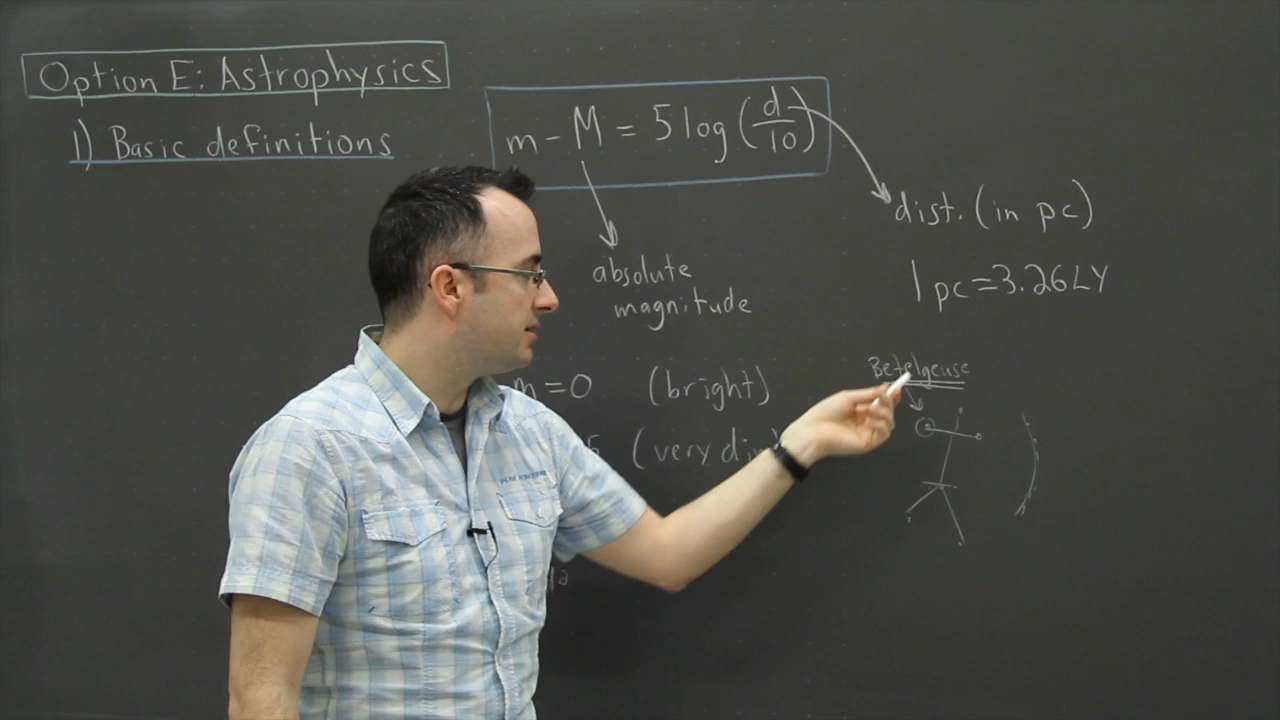 Option E: Astrophysics
1) Basic definitions
m - M = 5 log (d/10)
dist. (in pc)
1 pc = 3.26 LY
absolute
magnitude
m = 0 (bright)
(very dim)
Betelgeuse